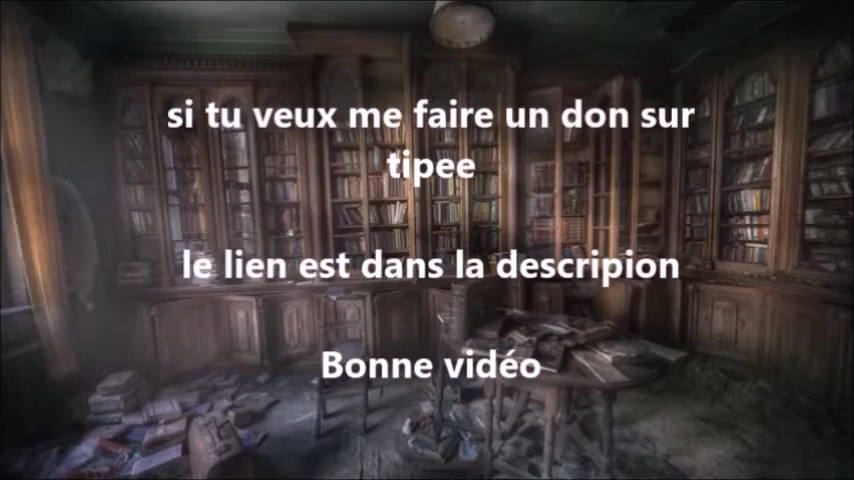 si tu veux me faire un don sur
tipee
le lien est dans la descripion
Bonne vidéo